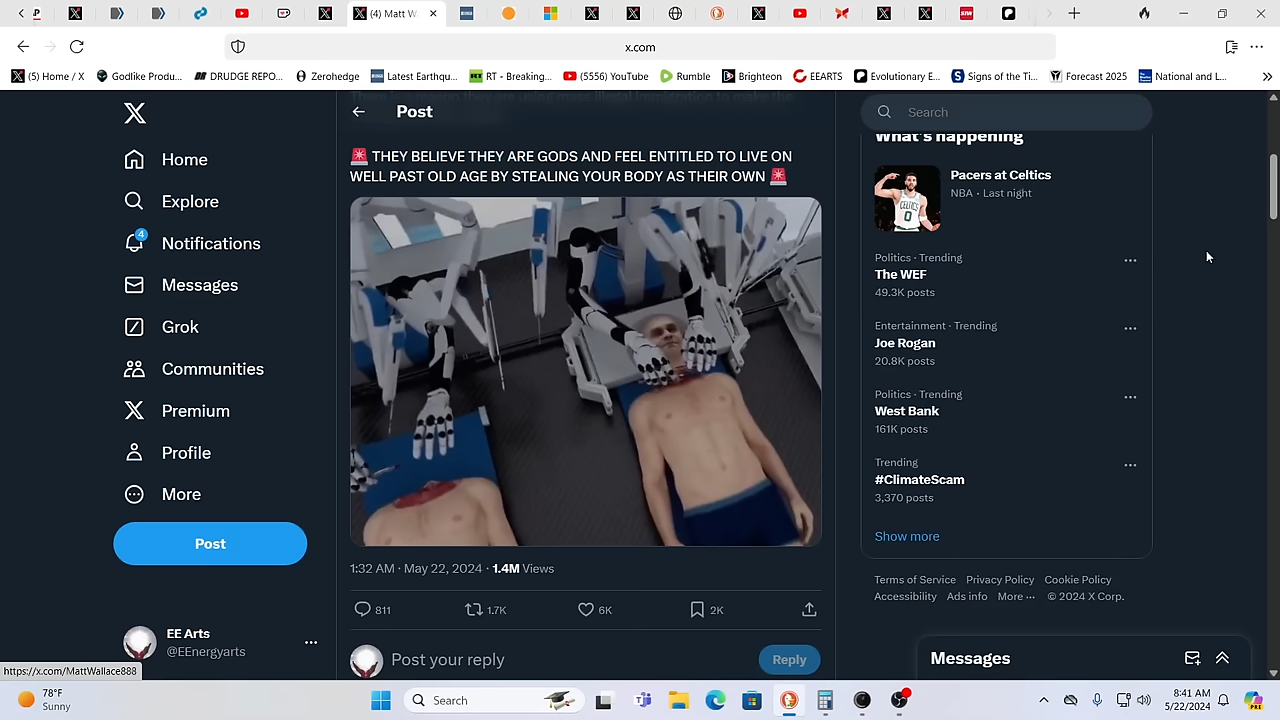 (4) Matt W
SIW
x.com
(5) Home / X
Godlike Produ...
DRUDGE REPO...
Zerohedge
Latest Earthqu...
RT - Breaking...
(5556) YouTube
Rumble
Brighteon
EEARTS
Evolutionary E...
Signs of the Ti...
Forecast 2025
National and L...
Post
Search
What's happening
Home
Explore
4
Notifications
Messages
Grok
Communities
Premium
Profile
More
Post
EE Arts
@EEnergyarts
https://x.com/MattWallace888
🚨 THEY BELIEVE THEY ARE GODS AND FEEL ENTITLED TO LIVE ON
WELL PAST OLD AGE BY STEALING YOUR BODY AS THEIR OWN 🚨
1:32 AM · May 22, 2024 · 1.4M Views
811
1.7K
6K
2K
Post your reply
Reply
CELTICS
0
Pacers at Celtics
NBA · Last night
Politics · Trending
The WEF
49.3K posts
Entertainment · Trending
Joe Rogan
20.8K posts
Politics · Trending
West Bank
161K posts
Trending
#ClimateScam
3,370 posts
Show more
Terms of Service Privacy Policy Cookie Policy
Accessibility Ads info More ··· © 2024 X Corp.
Messages
78°F
Sunny
Search
8:41 AM
5/22/2024
PRE